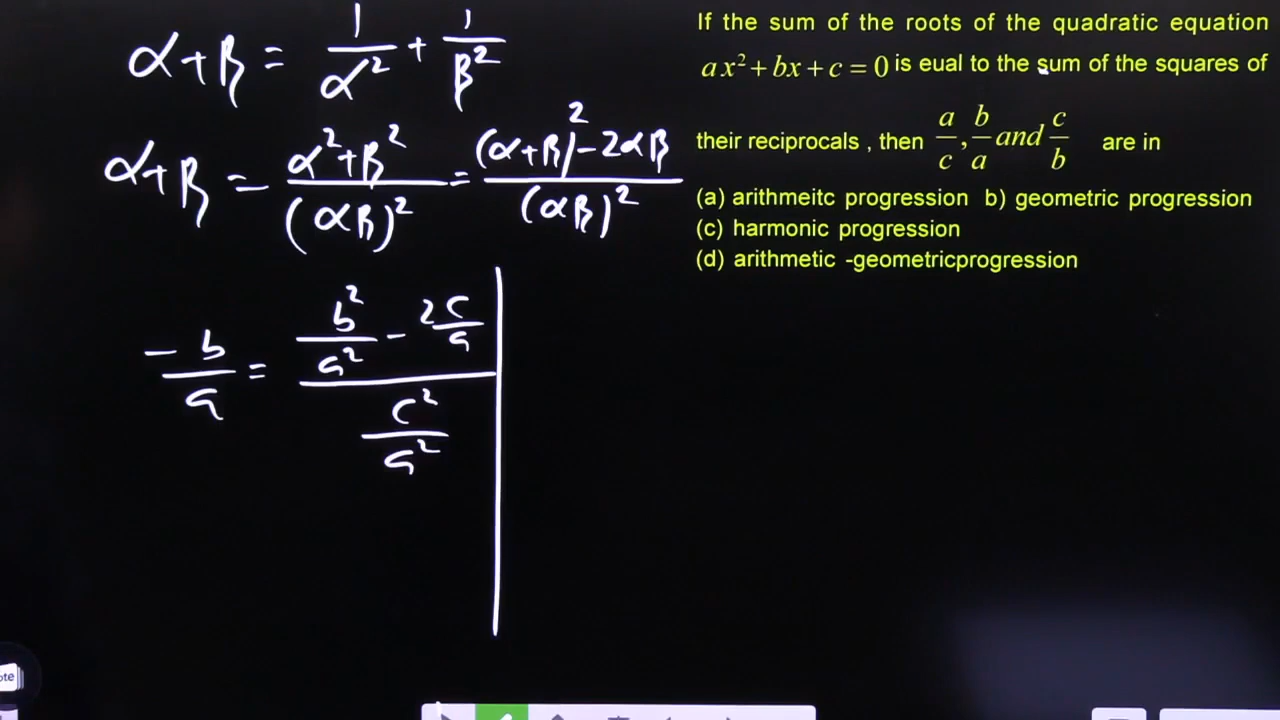 α+β = 1/α² + 1/β²
α+β = α²+β²/(αβ)² = (α+β)²-2αβ/(αβ)²
-b/a = b²/a² - 2c/a / c²/a²
If the sum of the roots of the quadratic equation
ax²+bx+c=0 is eual to the sum of the squares of
their reciprocals , then a/c, b/a and c/b are in
(a) arithmeitc progression b) geometric progression
(c) harmonic progression
(d) arithmetic -geometricprogression
ote